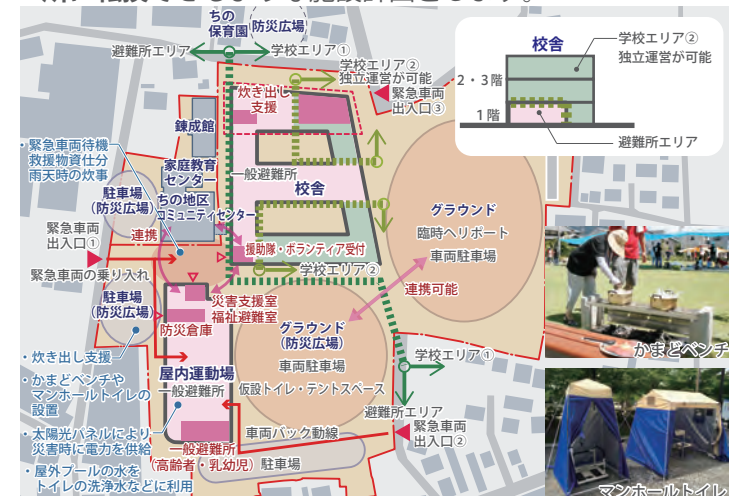 ちの
保育園
防災広場
避難所エリア
学校エリア①
学校エリア②
独立運営が可能
緊急車両
出入口③
炊き出し
支援
校舎
学校エリア②
独立運営が可能
2・3階
1階
避難所エリア
錬成館
・緊急車両待機
救援物資仕分
雨天時の炊事
家庭教育
センター
一般避難所
校舎
駐車場
(防災広場)
ちの地区
コミュニティセンター
グラウンド
臨時ヘリポート
車両駐車場
緊急車両
出入口①
連携
援助隊・ボランティア受付
学校エリア②
緊急車両の乗り入れ
連携可能
駐車場
(防災広場)
災害支援室
福祉避難室
防災倉庫
グラウンド
(防災広場)
車両駐車場
仮設トイレ・テントスペース
かまどベンチ
・炊き出し支援
・かまどベンチや
マンホールトイレの
設置
・太陽光パネルにより
災害時に電力を供給
・屋外プールの水を
トイレの洗浄水などに利用
屋内運動場
一般避難所
学校エリア①
避難所エリア
緊急車両
出入口②
車両バック動線
一般避難所
(高齢者・乳幼児)
駐車場
マンホールトイレ